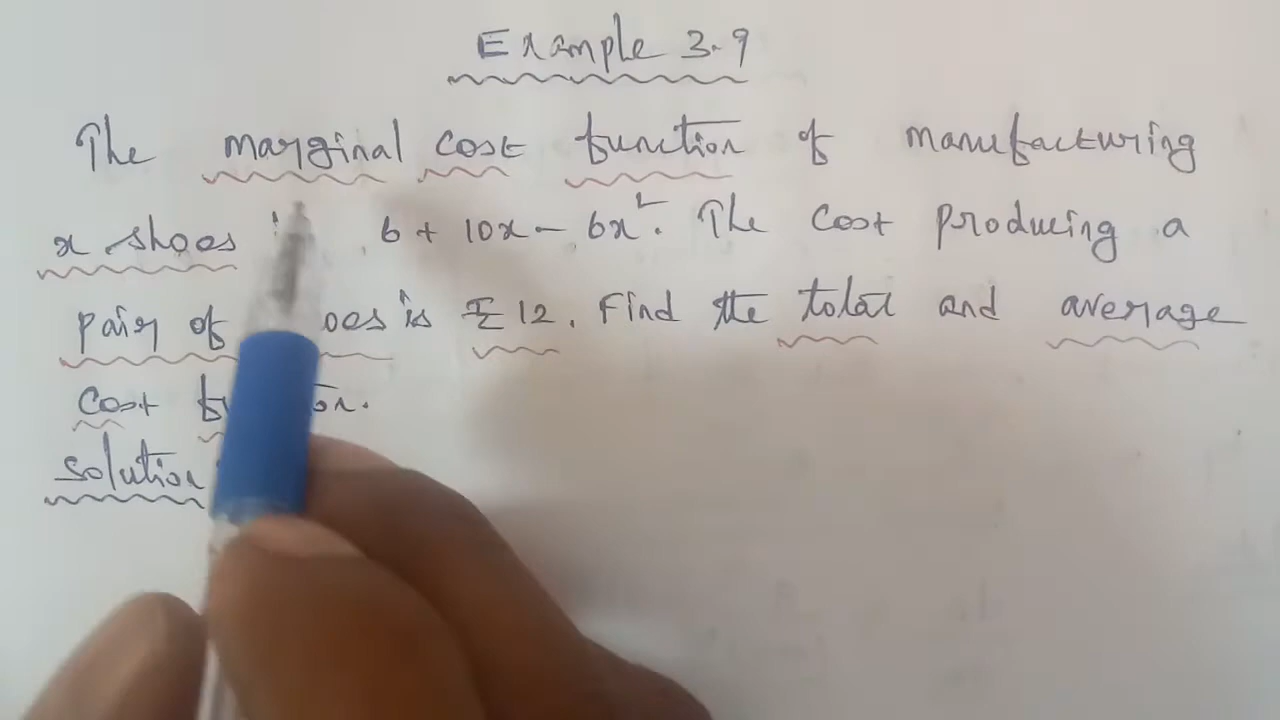 Example 3.9
The marginal cost function of manufacturing
x shoes 6 + 10x - 6x². The cost producing a
pair of is ₹ 12. Find the total and average
cost
solution